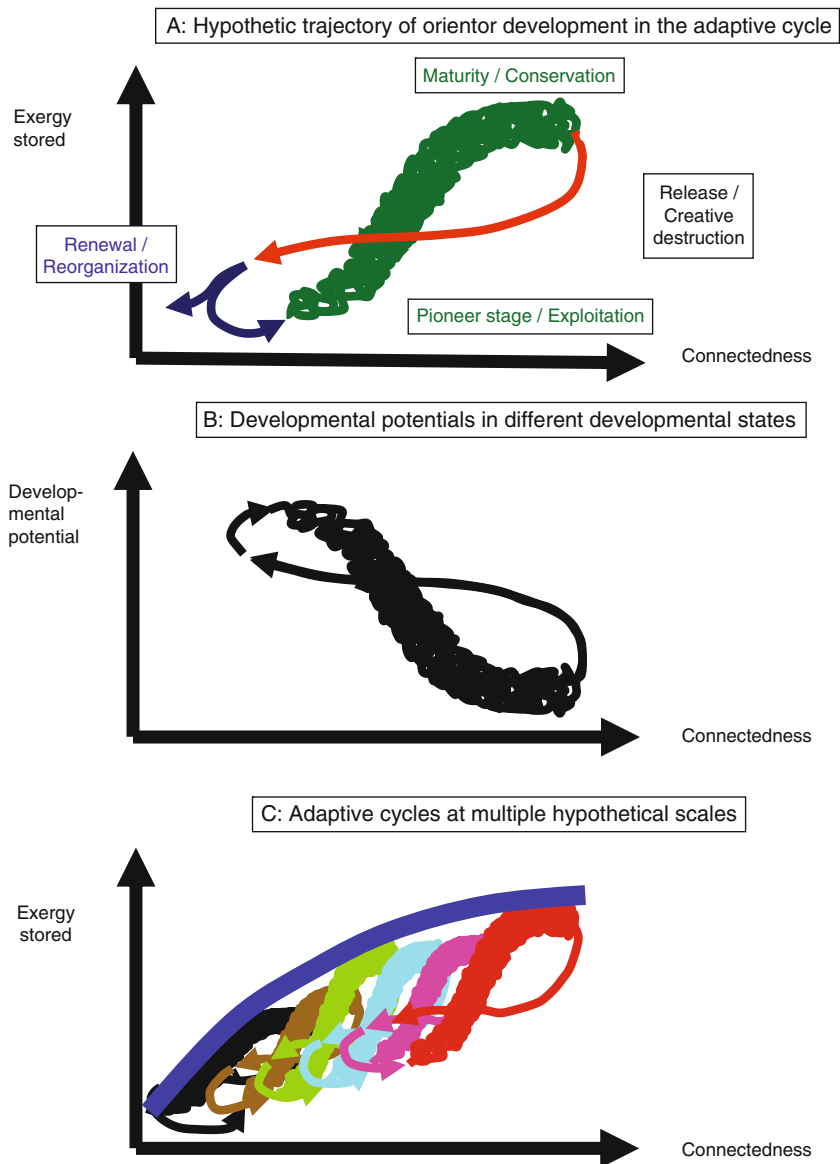 A: Hypothetic trajectory of orientor development in the adaptive cycle
Maturity / Conservation
Exergy
stored
Release /
Creative
destruction
Renewal /
Reorganization
Pioneer stage / Exploitation
Connectedness
B: Developmental potentials in different developmental states
Develop-
mental
potential
Connectedness
C: Adaptive cycles at multiple hypothetical scales
Exergy
stored
Connectedness